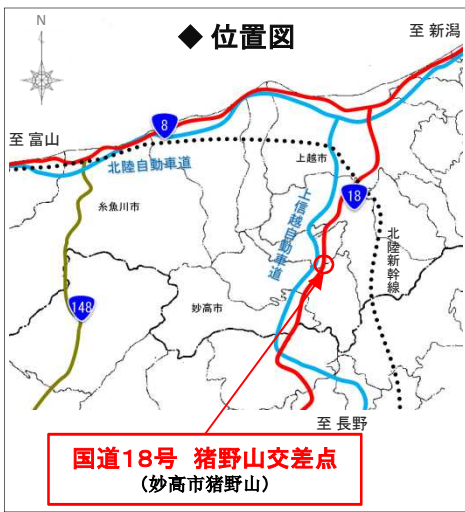 N
◆ 位置図
至 新潟
8
至 富山
北陸自動車道
上越市
18
糸魚川市
上信越自動車道
北陸新幹線
148
妙高市
至 長野
国道18号 猪野山交差点
(妙高市猪野山)